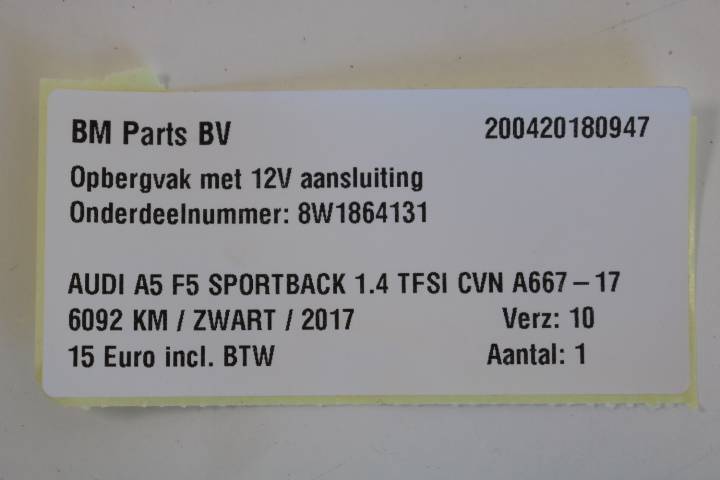 BM Parts BV 200420180947
Opbergvak met 12V aansluiting
Onderdeelnummer: 8W1864131
AUDI A5 F5 SPORTBACK 1.4 TFSI CVN A667-17
6092 KM / ZWART / 2017 Verz: 10
15 Euro incl. BTW Aantal: 1